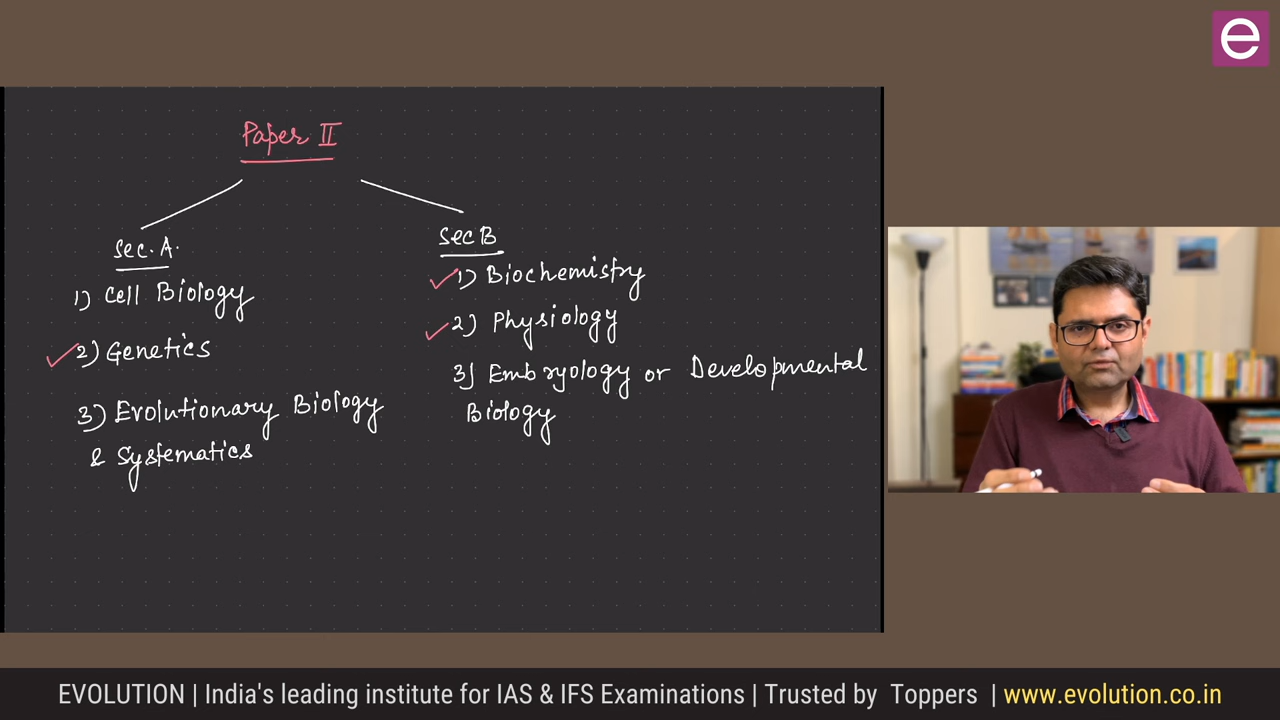 e
Paper II
Sec. A.
1) Cell Biology
2) Genetics
3) Evolutionary Biology
& Systematics
Sec B
1) Biochemistry
2) Physiology
3) Embryology or Developmental
Biology
EVOLUTION | India's leading institute for IAS & IFS Examinations | Trusted by Toppers | www.evolution.co.in